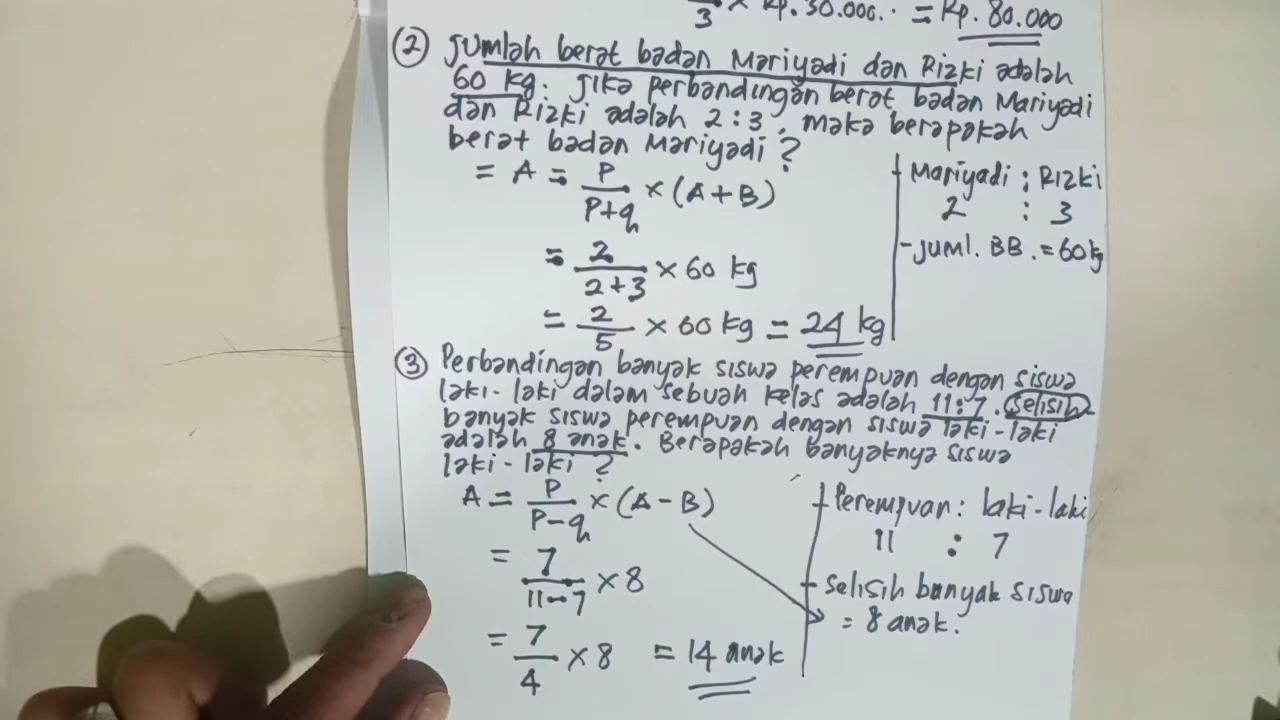 3 × Rp. 30.000.. = Rp. 80.000
② Jumlah berat badan Mariyadi dan Rizki adalah
60 kg. Jika perbandingan berat badan Mariyadi
dan Rizki adalah 2 : 3, maka berapakah
berat badan Mariyadi ?
= A = P/P+q × (A+B)
= 2/2+3 × 60 kg
= 2/5 × 60 kg = 24 kg
Mariyadi : Rizki
2 : 3
- Juml. BB. = 60 kg
③ Perbandingan banyak siswa perempuan dengan siswa
laki-laki dalam sebuah kelas adalah 11:7. selisih
banyak siswa perempuan dengan siswa laki-laki
adalah 8 anak. Berapakah banyaknya siswa
laki-laki ?
A = P/P-q × (A-B)
= 7/11-7 × 8
= 7/4 × 8 = 14 anak
- Perempuan : laki-laki
11 : 7
- selisih banyak siswa
= 8 anak.